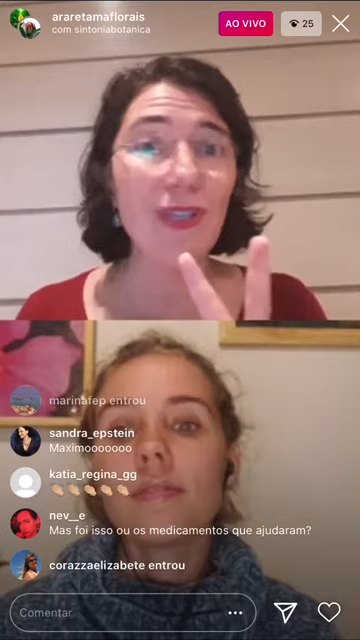 araretamaflorais
com sintoniabotanica
AO VIVO
25
marinafep entrou
sandra_epstein
Maximooooooo
katia_regina_gg
nev__e
Mas foi isso ou os medicamentos que ajudaram?
corazzaelizabete entrou
Comentar